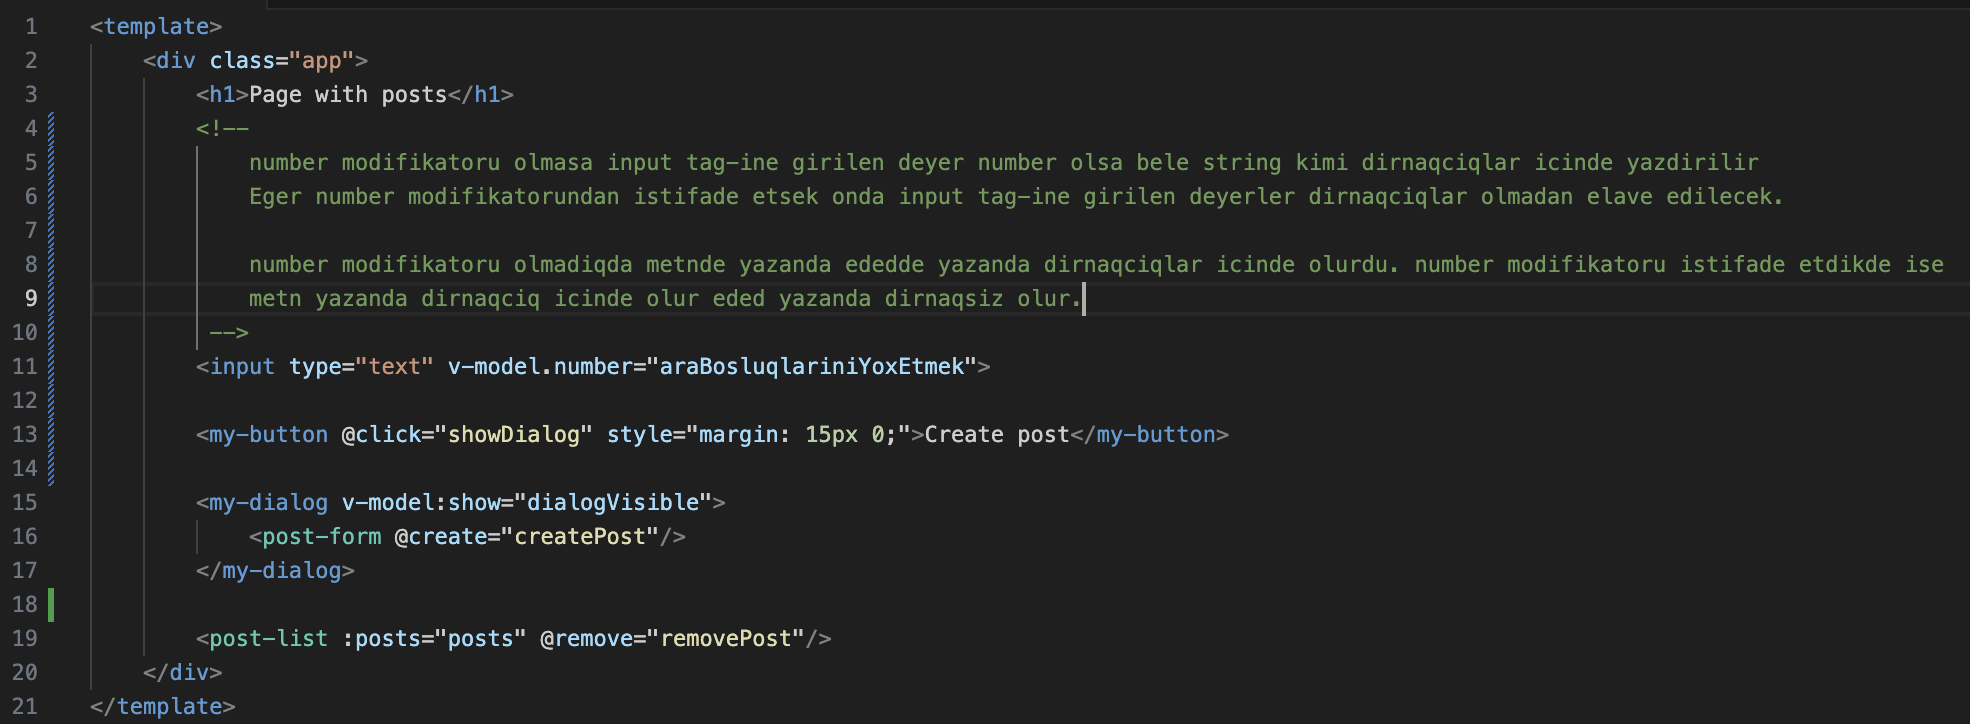 1 <template>
2 <div class="app">
3 <h1>Page with posts</h1>
4 <!--
5 number modifikatoru olmasa input tag-ine girilen deyer number olsa bele string kimi dirnaqciqlar icinde yazdirilir
6 Eger number modifikatorundan istifade etsek onda input tag-ine girilen deyerler dirnaqciqlar olmadan elave edilecek.
7
8 number modifikatoru olmadiqda metnde yazanda ededde yazanda dirnaqciqlar icinde olurdu. number modifikatoru istifade etdikde ise
9 metn yazanda dirnaqciq icinde olur eded yazanda dirnaqsiz olur.
10 -->
11 <input type="text" v-model.number="araBosluqlariniYoxEtmek">
12
13 <my-button @click="showDialog" style="margin: 15px 0;">Create post</my-button>
14
15 <my-dialog v-model:show="dialogVisible">
16 <post-form @create="createPost"/>
17 </my-dialog>
18
19 <post-list :posts="posts" @remove="removePost"/>
20 </div>
21 </template>